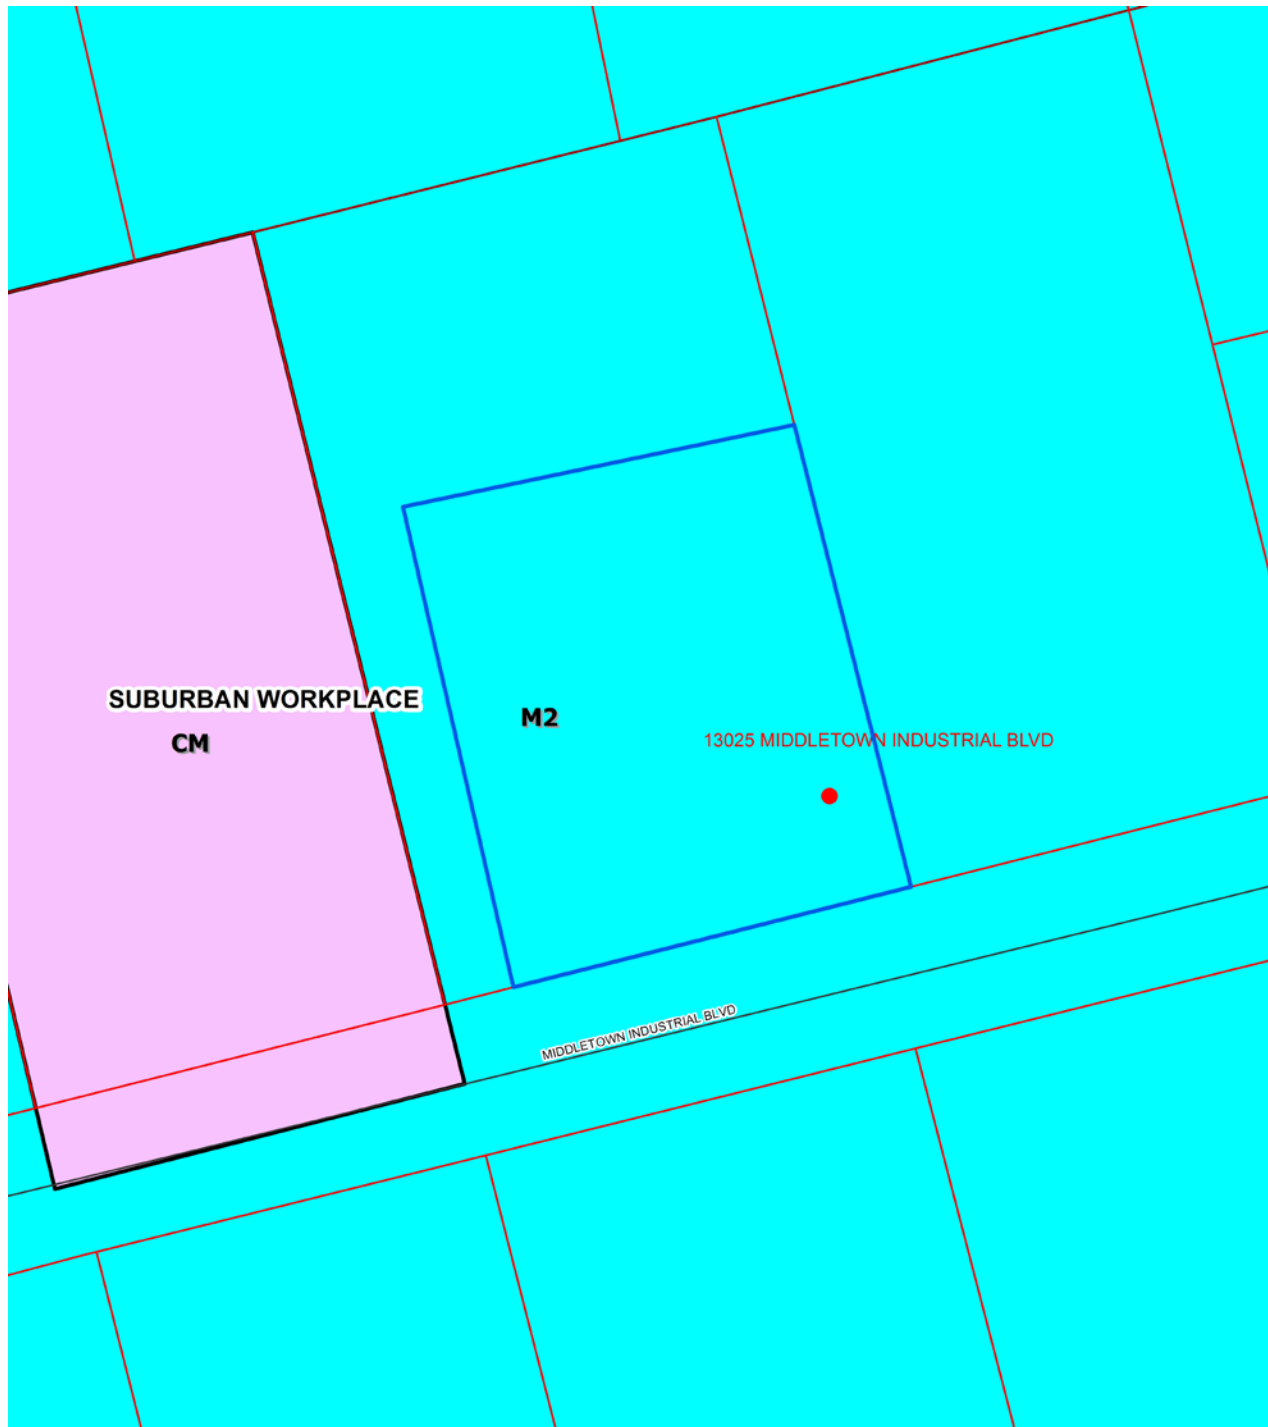 SUBURBAN WORKPLACE
CM
M2
13025 MIDDLETOWN INDUSTRIAL BLVD
MIDDLETOWN INDUSTRIAL BLVD